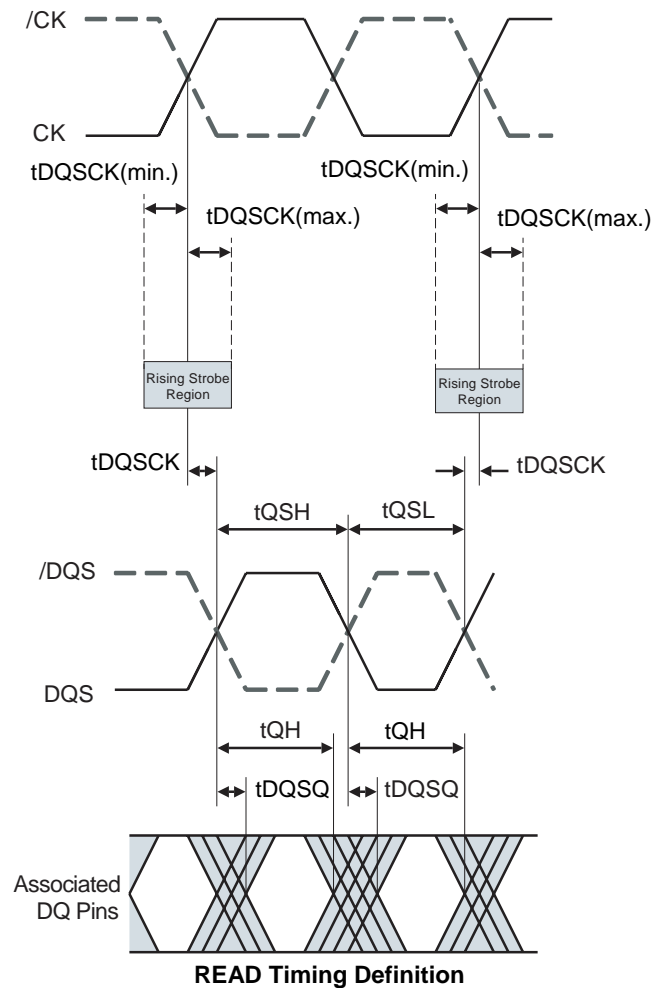 /CK
CK
tDQSCK(min.)
tDQSCK(min.)
tDQSCK(max.)
tDQSCK(max.)
Rising Strobe
Region
Rising Strobe
Region
tDQSCK
tDQSCK
tQSH
tQSL
/DQS
DQS
tQH
tQH
tDQSQ
tDQSQ
Associated
DQ Pins
READ Timing Definition